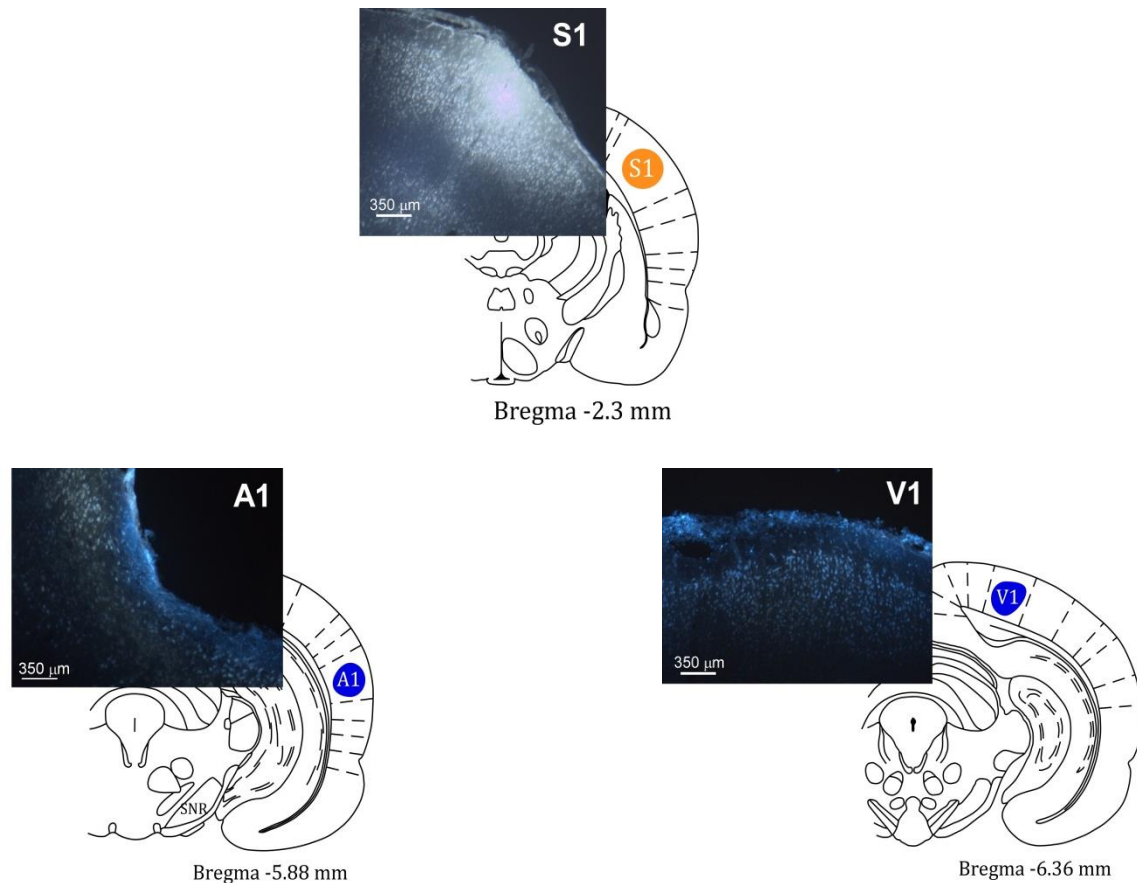 S1
S1
350 μm
Bregma -2.3 mm
A1
350 μm
A1
SNR
Bregma -5.88 mm
V1
V1
350 μm
Bregma -6.36 mm